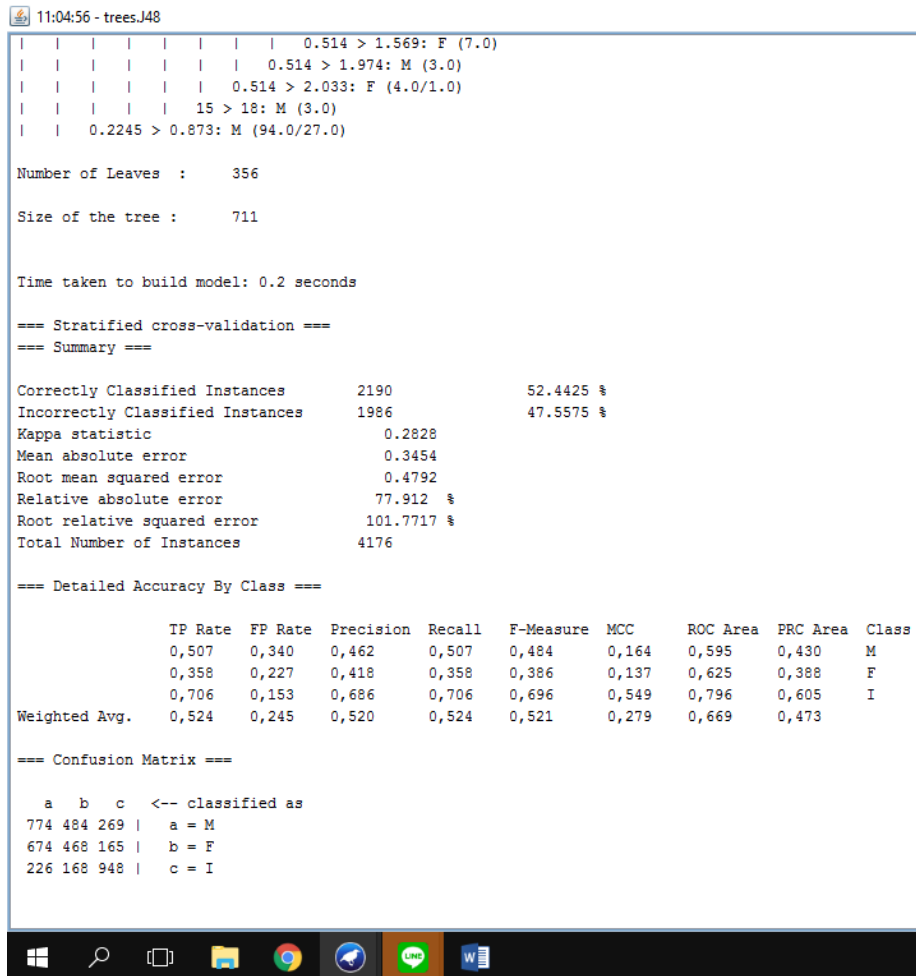 11:04:56 - trees.J48
|   |   |   |   |   |   |   |   0.514 > 1.569: F (7.0)
|   |   |   |   |   |   |   0.514 > 1.974: M (3.0)
|   |   |   |   |   |   0.514 > 2.033: F (4.0/1.0)
|   |   |   |   |   15 > 18: M (3.0)
|   |   0.2245 > 0.873: M (94.0/27.0)
Number of Leaves  :     356
Size of the tree :      711
Time taken to build model: 0.2 seconds
=== Stratified cross-validation ===
=== Summary ===
Correctly Classified Instances        2190               52.4425 %
Incorrectly Classified Instances      1986               47.5575 %
Kappa statistic                          0.2828
Mean absolute error                      0.3454
Root mean squared error                  0.4792
Relative absolute error                 77.912  %
Root relative squared error            101.7717 %
Total Number of Instances             4176
=== Detailed Accuracy By Class ===
TP Rate  FP Rate  Precision  Recall   F-Measure  MCC      ROC Area  PRC Area  Class
0,507    0,340    0,462      0,507    0,484      0,164    0,595     0,430     M
0,358    0,227    0,418      0,358    0,386      0,137    0,625     0,388     F
0,706    0,153    0,686      0,706    0,696      0,549    0,796     0,605     I
Weighted Avg.    0,524    0,245    0,520      0,524    0,521      0,279    0,669     0,473
=== Confusion Matrix ===
a   b   c   <-- classified as
774 484 269 |   a = M
674 468 165 |   b = F
226 168 948 |   c = I
LINE
W